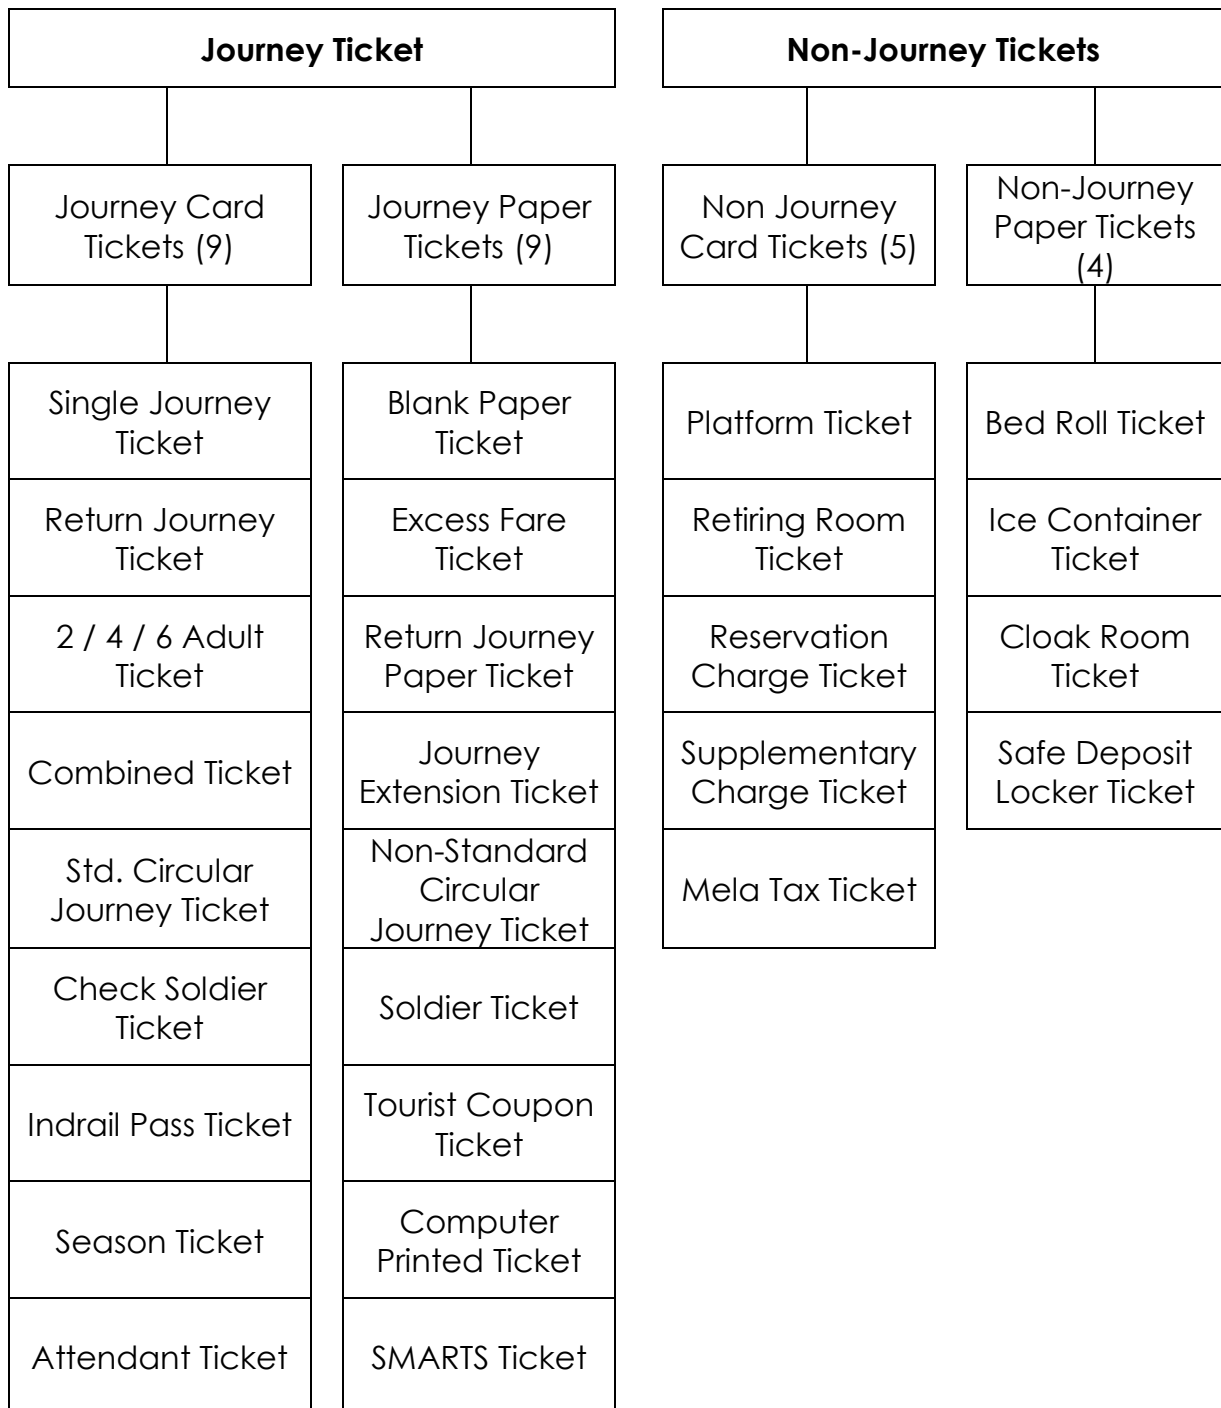 Journey Ticket
Non-Journey Tickets
Journey Card
Tickets (9)
Journey Paper
Tickets (9)
Non Journey
Card Tickets (5)
Non-Journey
Paper Tickets
(4)
Single Journey
Ticket
Return Journey
Ticket
2 / 4 / 6 Adult
Ticket
Combined Ticket
Std. Circular
Journey Ticket
Check Soldier
Ticket
Indrail Pass Ticket
Season Ticket
Attendant Ticket
Blank Paper
Ticket
Excess Fare
Ticket
Return Journey
Paper Ticket
Journey
Extension Ticket
Non-Standard
Circular
Journey Ticket
Soldier Ticket
Tourist Coupon
Ticket
Computer
Printed Ticket
SMARTS Ticket
Platform Ticket
Retiring Room
Ticket
Reservation
Charge Ticket
Supplementary
Charge Ticket
Mela Tax Ticket
Bed Roll Ticket
Ice Container
Ticket
Cloak Room
Ticket
Safe Deposit
Locker Ticket